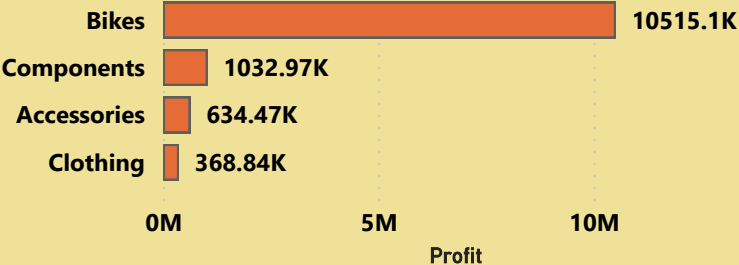 Bikes 10515.1K
Components 1032.97K
Accessories 634.47K
Clothing 368.84K
0M 5M 10M
Profit